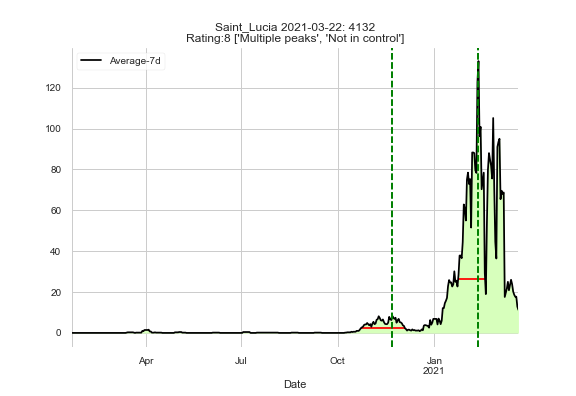 Saint_Lucia 2021-03-22: 4132
Rating:8 ['Multiple peaks', 'Not in control']
Average-7d
120
100
80
60
40
20
0
Apr
Jul
Oct
Jan
2021
Date